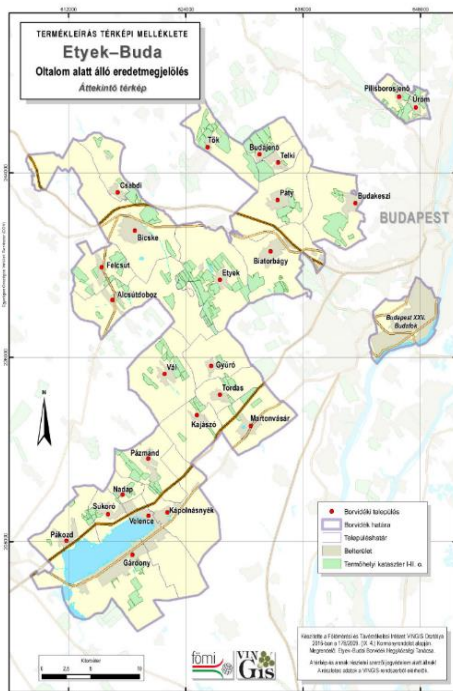 TERMÉKLEÍRÁS TÉRKÉPI MELLÉKLETE
Etyek–Buda
Oltalom alatt álló eredetmegjelölés
Áttekintő térkép
Pilisborosjenő
Üröm
Tök
Budajenő
Telki
Csabdi
Páty
Budakeszi
BUDAPEST
Bicske
Biatorbágy
Felcsút
Etyek
Alcsútdoboz
Budapest XXII.
Budafok
Vál
Gyúró
Tordas
Kajászó
Martonvásár
Pázmánd
Nadap
Sukoró
Velence
Kápolnásnyék
Pákozd
Gárdony
N
Borvidéki település
Borvidék határa
Településhatár
Belterület
Termőhelyi kataszter I-II. o.
Kilométer
fömi
VINGIS